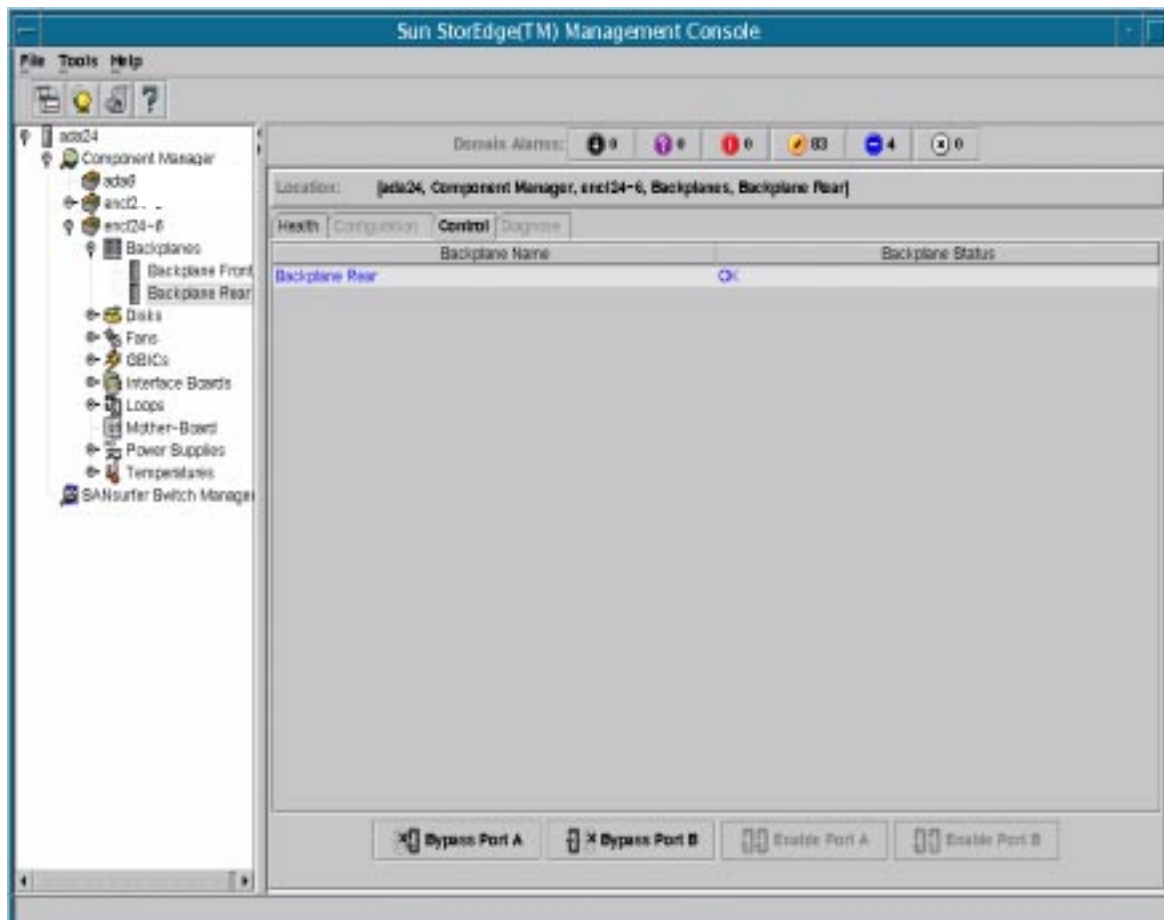 Sun StorEdge(TM) Management Console
File Tools Help
ada24
Component Manager
ada6
encl24-6
Backplanes
Backplane Front
Backplane Rear
Disks
Fans
GBICs
Interface Boards
Loops
Mother-Board
Power Supplies
Temperatures
SANsurfer Switch Manager
Domain Alarms: 0 0 0 83 4 0
Location: [ada24, Component Manager, encl24-6, Backplanes, Backplane Rear]
Health Configuration Control Diagnose
Backplane Name Backplane Status
Backplane Rear OK
Bypass Port A Bypass Port B Enable Port A Enable Port B